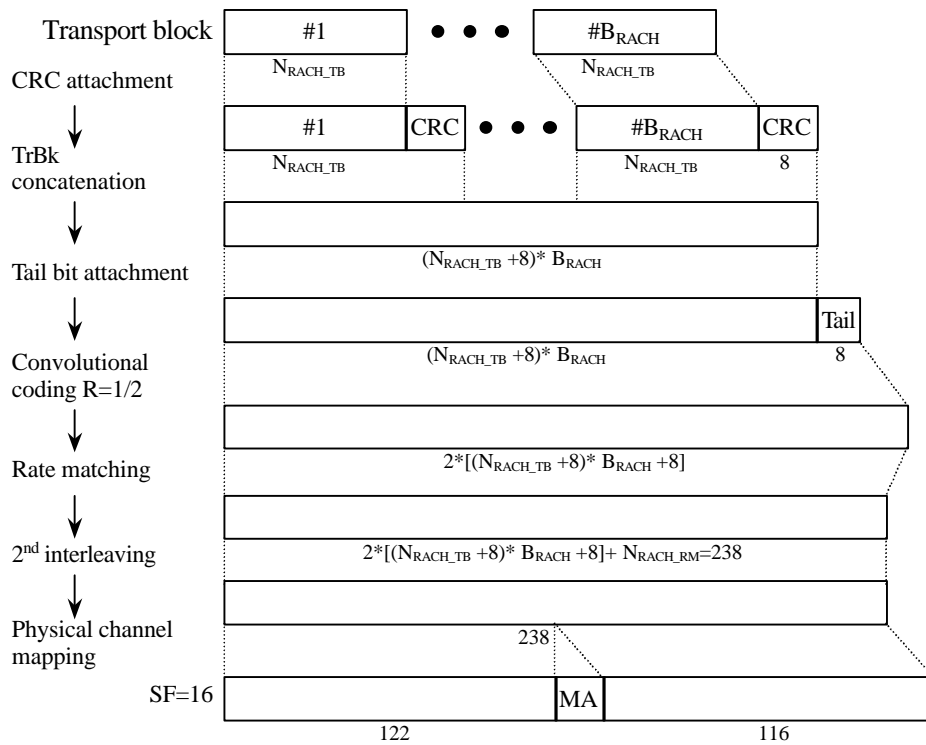 Transport block #1 • • • #B_RACH
N_RACH_TB N_RACH_TB
CRC attachment
#1 CRC • • • #B_RACH CRC
N_RACH_TB N_RACH_TB 8
TrBk
concatenation
(N_RACH_TB +8)* B_RACH
Tail bit attachment
Tail
(N_RACH_TB +8)* B_RACH 8
Convolutional
coding R=1/2
2*[(N_RACH_TB +8)* B_RACH +8]
Rate matching
2nd interleaving
2*[(N_RACH_TB +8)* B_RACH +8]+ N_RACH_RM=238
Physical channel
mapping
238
SF=16 MA
122 116